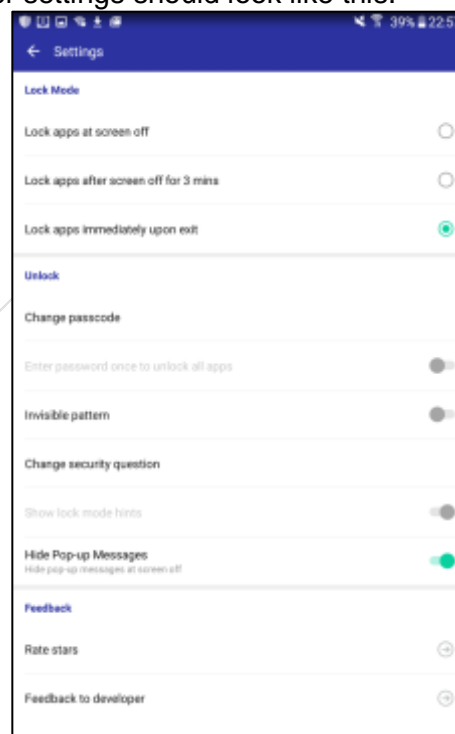 r settings should look like this:
39% 22:5
Settings
Lock Mode
Lock apps at screen off
Lock apps after screen off for 3 mins
Lock apps immediately upon exit
Unlock
Change passcode
Enter password once to unlock all apps
Invisible pattern
Change security question
Show lock mode hints
Hide Pop-up Messages
Hide pop-up messages at screen off
Feedback
Rate stars
Feedback to developer